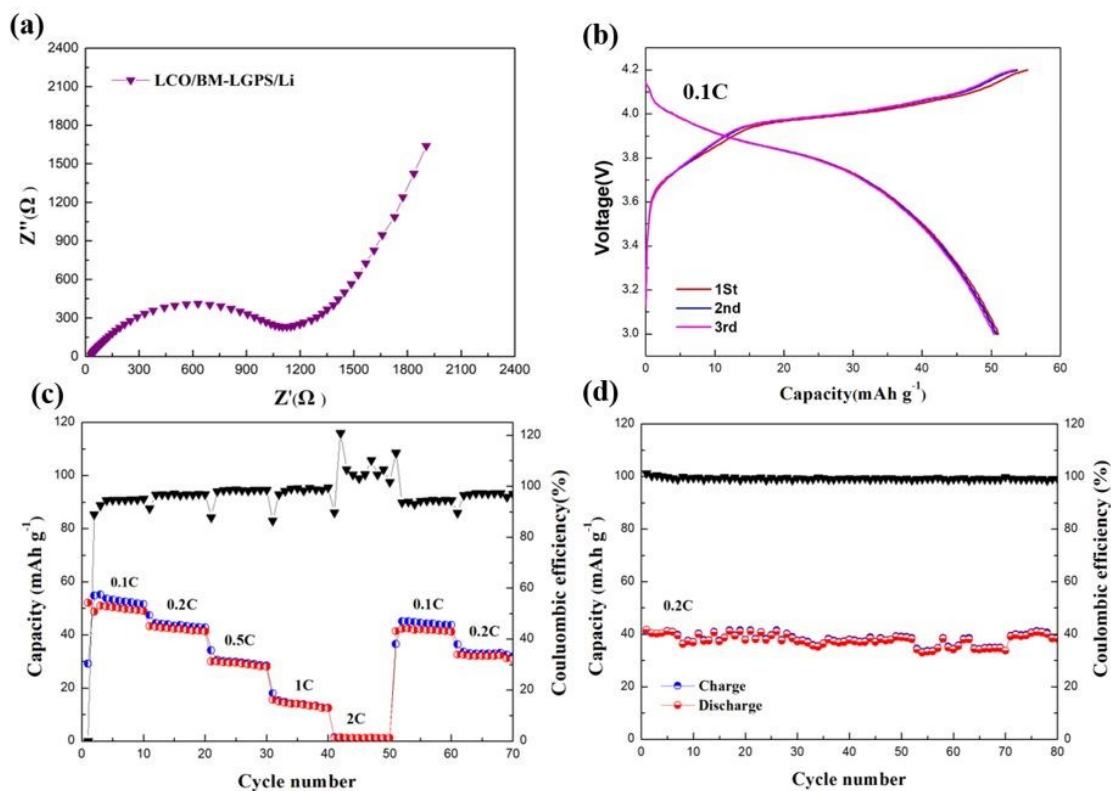 (a)
2400
2100
1800
1500
1200
900
600
300
0
Z"(Ω)
LCO/BM-LGPS/Li
0 300 600 900 1200 1500 1800 2100 2400
Z'(Ω)
(b)
4.2
3.9
3.6
3.3
3.0
Voltage(V)
0.1C
1St
2nd
3rd
0 10 20 30 40 50 60
Capacity(mAh g-1)
(c)
120
100
80
60
40
20
0
Capacity (mAh g-1)
0.1C
0.2C
0.5C
1C
2C
0.1C
0.2C
120
100
80
60
40
20
0
Couluombic efficiency(%)
0 10 20 30 40 50 60 70
Cycle number
(d)
120
100
80
60
40
20
0
Capacity (mAh g-1)
0.2C
Charge
Discharge
120
100
80
60
40
20
0
Couluombic efficiency (%)
0 10 20 30 40 50 60 70 80
Cycle number